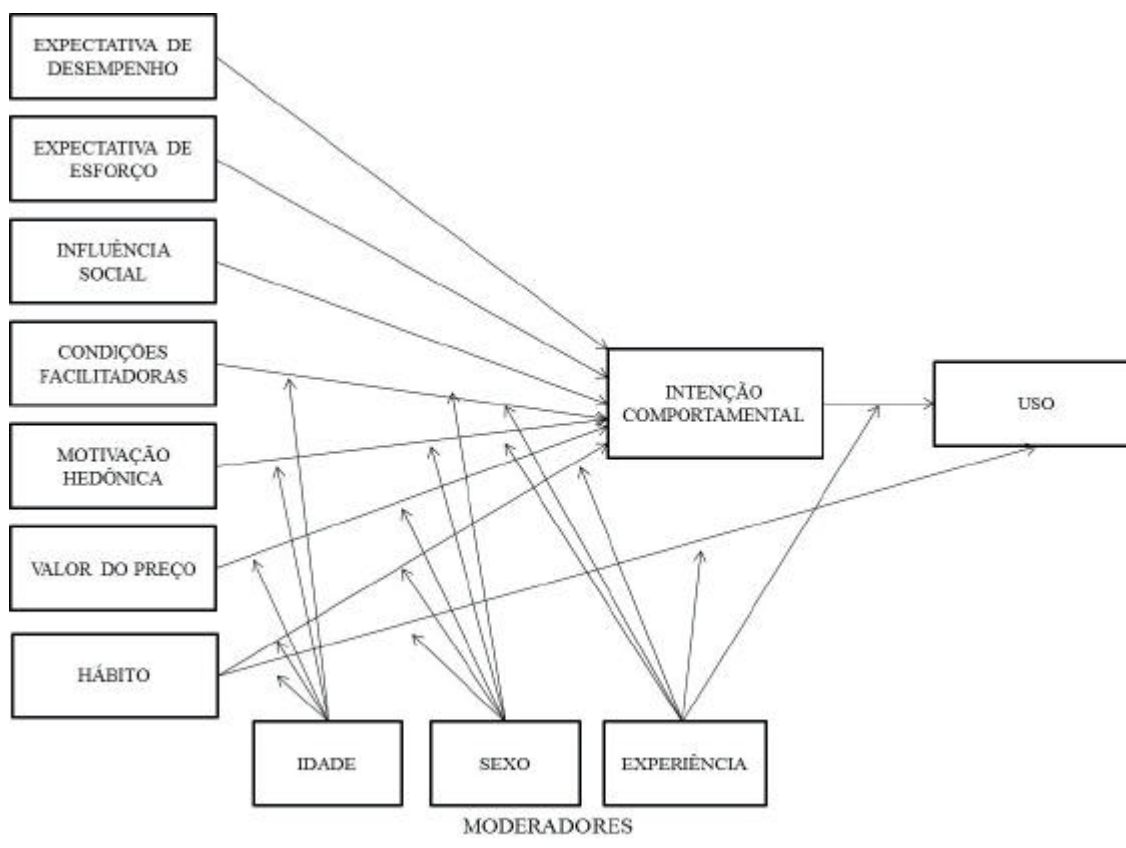 EXPECTATIVA DE
DESEMPENHO
EXPECTATIVA DE
ESFORÇO
INFLUÊNCIA
SOCIAL
CONDIÇÕES
FACILITADORAS
MOTIVAÇÃO
HEDÔNICA
VALOR DO PREÇO
HÁBITO
INTENÇÃO
COMPORTAMENTAL
USO
IDADE
SEXO
EXPERIÊNCIA
MODERADORES